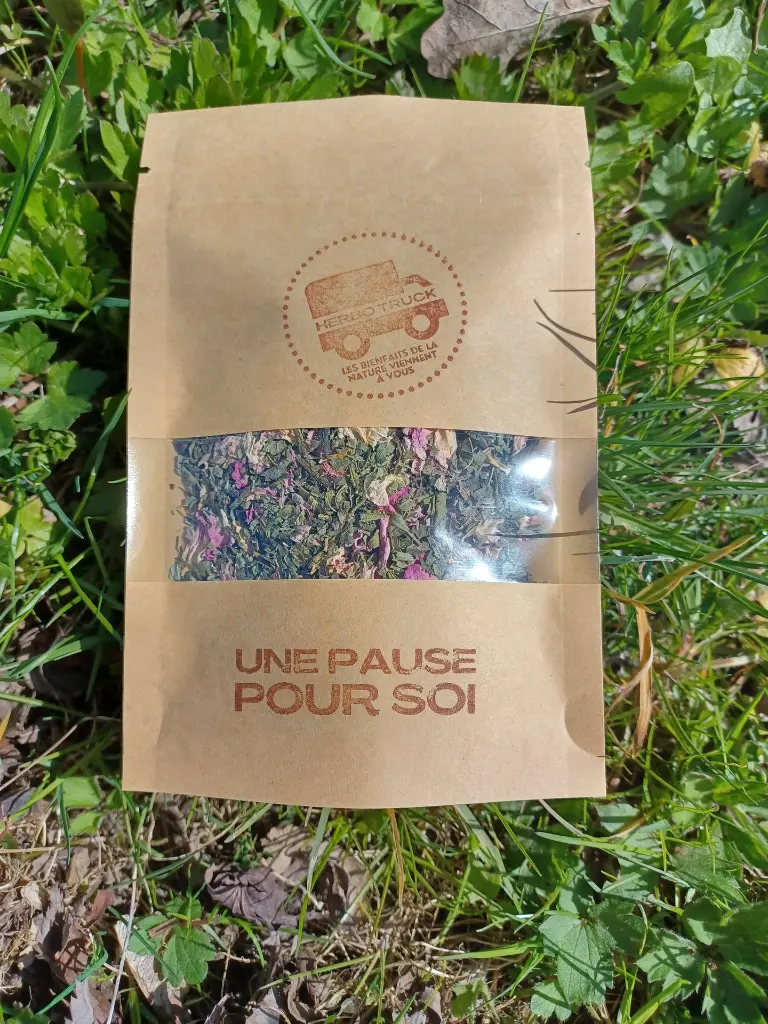 HERBO TRUCK
LES BIENFAITS DE LA
NATURE VIENNENT
À VOUS
UNE PAUSE
POUR SOI